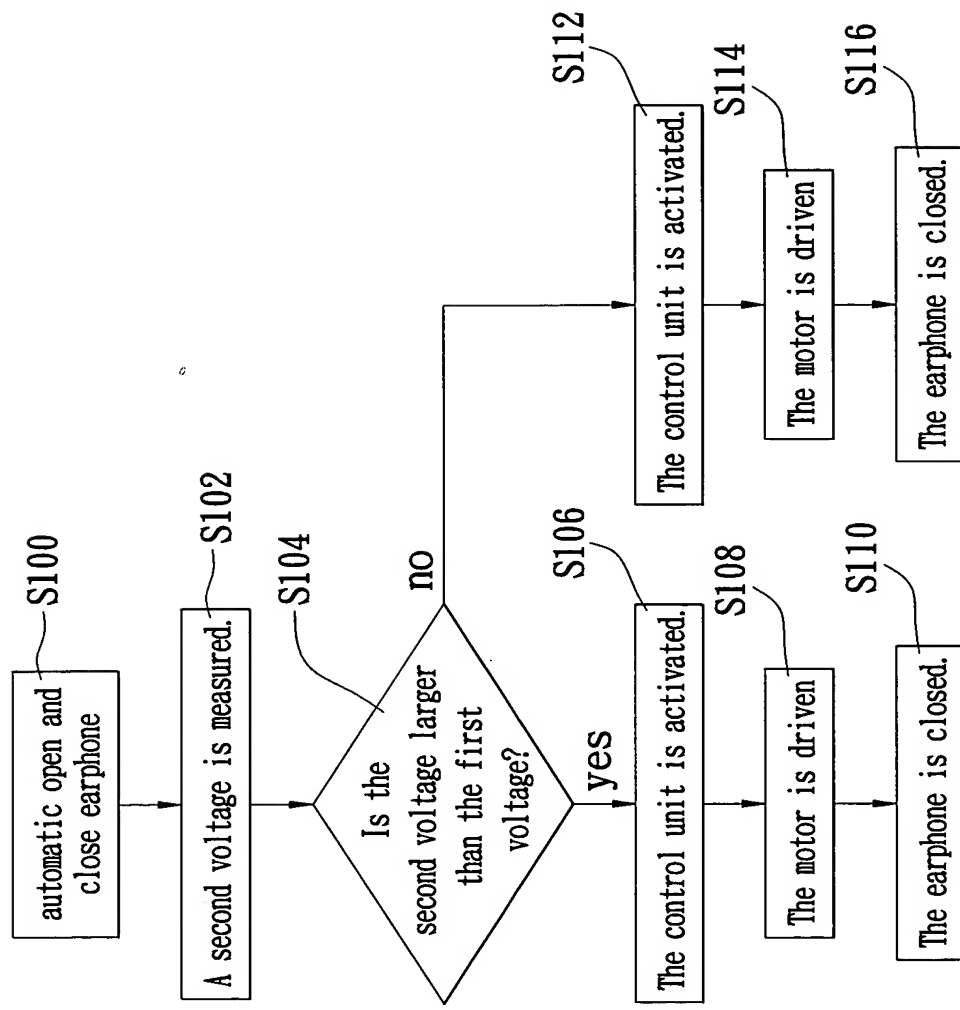 S100
automatic open and
close earphone
S102
A second voltage is measured.
S104
Is the
second voltage larger
than the first
voltage?
no
yes
S106
The control unit is activated.
S108
The motor is driven
S110
The earphone is closed.
S112
The control unit is activated.
S114
The motor is driven
S116
The earphone is closed.